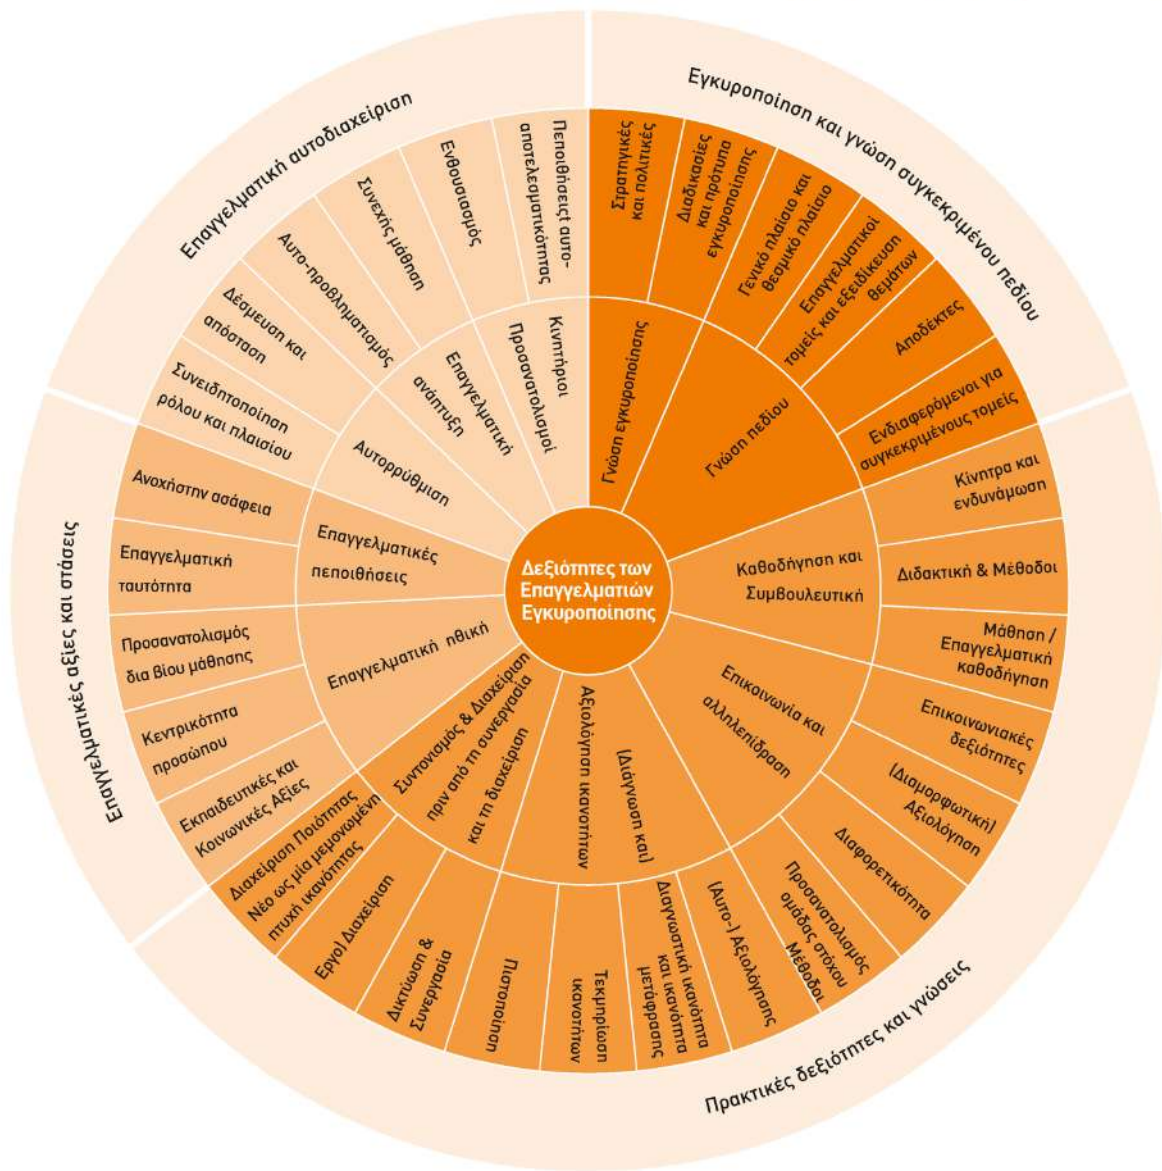 Δεξιότητες των
Επαγγελματιών
Εγκυροποίησης
Εγκυροποίηση και γνώση συγκεκριμένου πεδίου
Γνώση εγκυροποίησης
Στρατηγικές
και πολιτικές
Διαδικασίες
και πρότυπα
εγκυροποίησης
Γνώση πεδίου
Γενικό πλαίσιο και
θεαμικό πλαίσιο
Επαγγελματικοί
τομείς και εξειδίκευση
θεμάτων
Αποδέκτες
Ενδιαφερόμενοι για
συγκεκριμένους τομείς
Πρακτικές δεξιότητες και γνώσεις
Καθοδήγηση και
Συμβουλευτική
Κίνητρα και
ενδυνάμωση
Διδακτική & Μέθοδοι
Μάθηση /
Επαγγελματική
καθοδήγηση
Επικοινωνία και
αλληλεπίδραση
Επικοινωνιακές
δεξιότητες
(Διαμορφωτική)
Αξιολόγηση
Διαφορετικότητα
Προσανατολισμός
ομάδας στόχου
Μέθοδοι
(Διάγνωση και)
Αξιολόγηση ικανοτήτων
(Αυτο-) Αξιολόγησης
Διαγνωστική ικανότητα
και ικανότητα
μετάφρασης
Τεκμηρίωση
ικανοτήτων
Πιστοποίηση
Συντονισμός & Διαχείριση
πριν από τη συνεργασία
και τη διαχείριση
Δικτύωση &
Συνεργασία
Εργο) Διαχείριση
Διαχείριση Ποιότητας
Νέο ως μία μεμονωμένη
πτυχή ικανότητας
Επαγγελματικές αξίες και στάσεις
Επαγγελματική ηθική
Εκπαιδευτικές και
Κοινωνικές Αξίες
Κεντρικότητα
προσώπου
Προσανατολισμός
δια βίου μάθησης
Επαγγελματικές
πεποιθήσεις
Επαγγελματική
ταυτότητα
Ανοχήστην ασάφεια
Επαγγελματική αυτοδιαχείριση
Αυτορρύθμιση
Συνειδητοποίηση
ρόλου και πλαισίου
Δέσμευση και
απόσταση
Αυτο-προβληματισμός
Επαγγελματική
ανάπτυξη
Συνεχής μάθηση
Ενθουσιασμός
Κινητήριοι
Προσανατολισμοί
Πεποιθήσειςt αυτο-
αποτελεσματικότητας